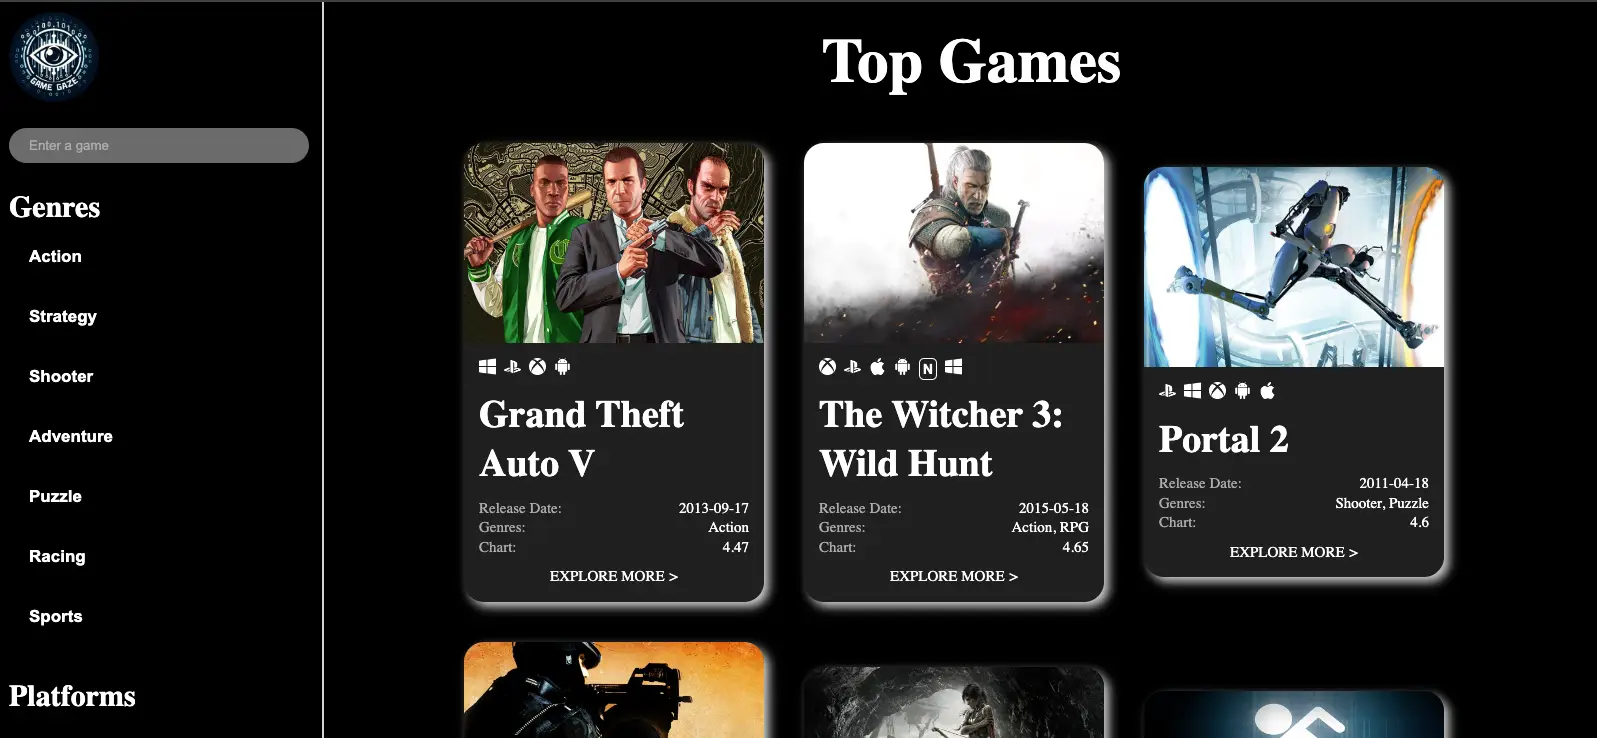 100.101
GAME GAZE
Enter a game
Genres
Action
Strategy
Shooter
Adventure
Puzzle
Racing
Sports
Platforms
Top Games
Grand Theft
Auto V
Release Date: 2013-09-17
Genres: Action
Chart: 4.47
EXPLORE MORE >
N
The Witcher 3:
Wild Hunt
Release Date: 2015-05-18
Genres: Action, RPG
Chart: 4.65
EXPLORE MORE >
Portal 2
Release Date: 2011-04-18
Genres: Shooter, Puzzle
Chart: 4.6
EXPLORE MORE >